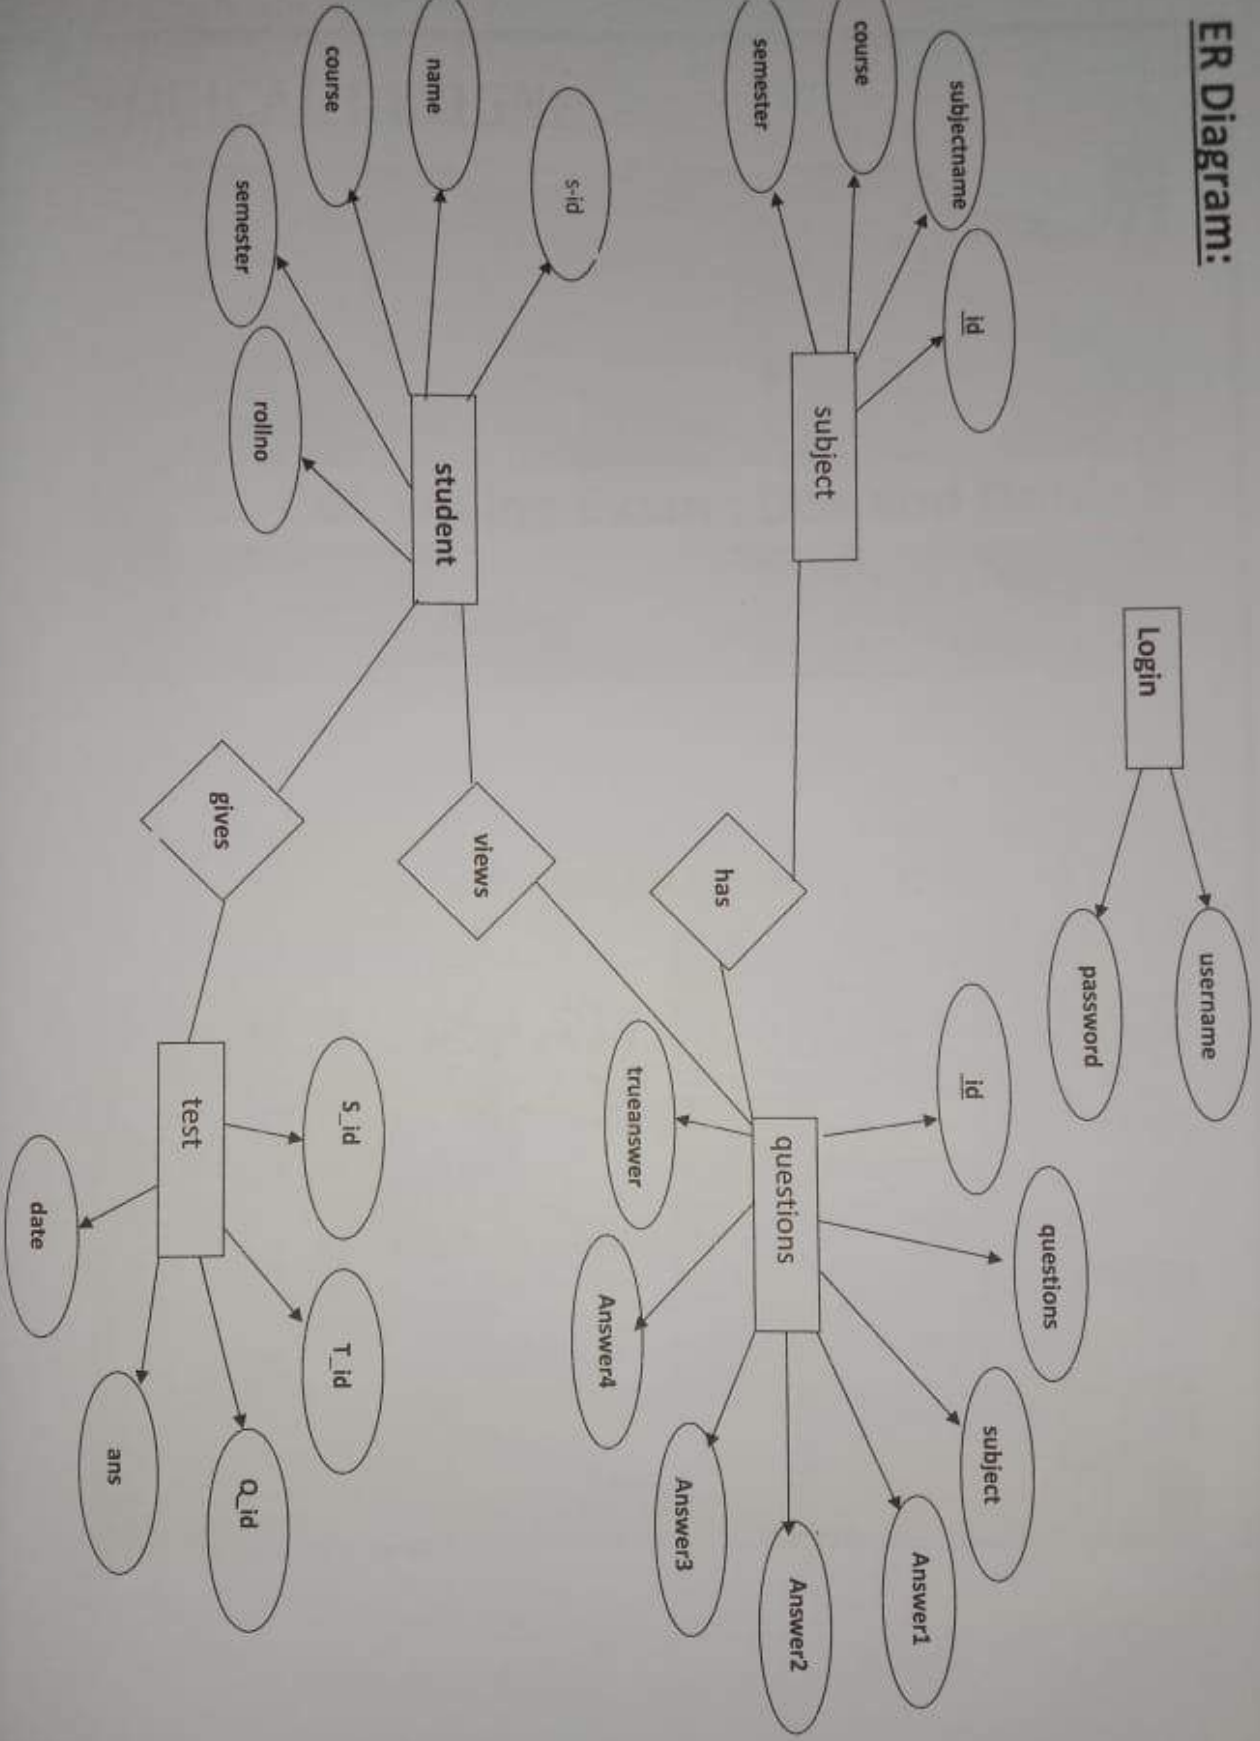 ER Diagram:
Login
username
password
subjectname
id
course
semester
subject
has
id
questions
subject
Answer1
Answer2
Answer3
Answer4
trueanswer
questions
s-id
name
course
semester
rollno
student
views
gives
test
S_id
T_id
Q_id
ans
date